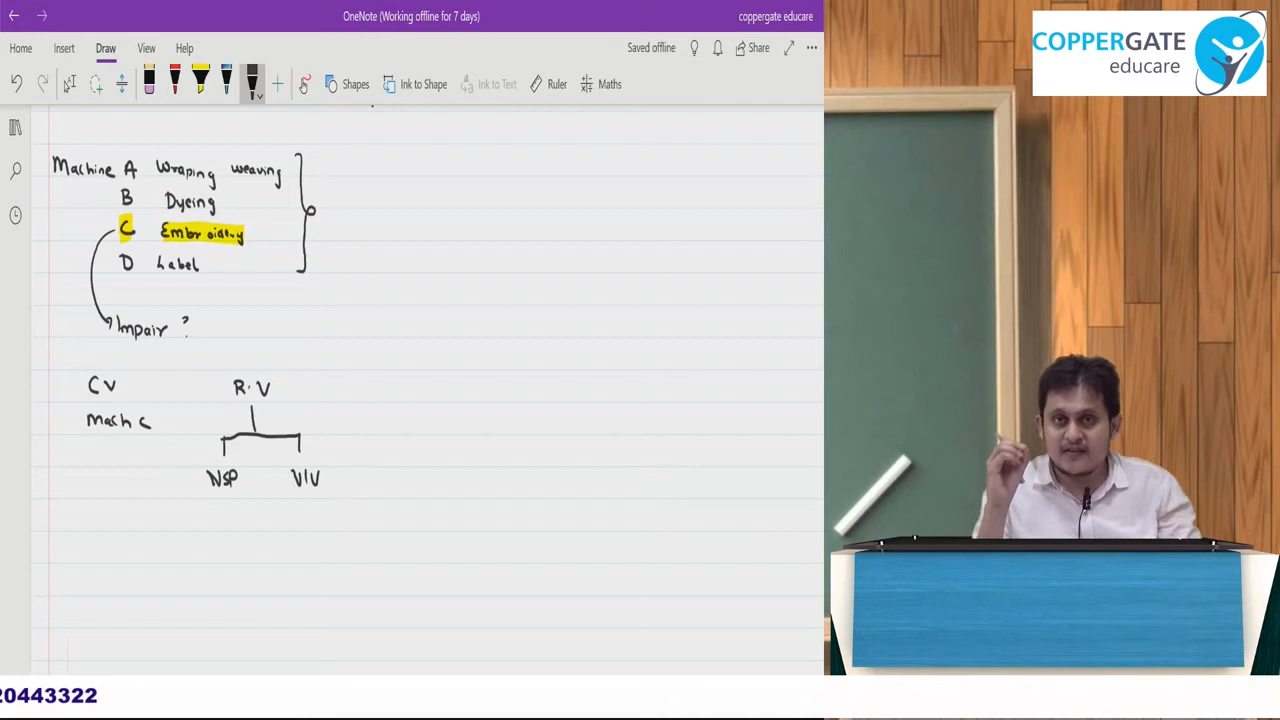 OneNote (Working offline for 7 days)
coppergate educare
Home Insert Draw View Help
Saved offline Share
Shapes Ink to Shape Ink to Text Ruler Maths
COPPERGATE
educare
Machine A Wraping weaving
B Dyeing
C Embroidery
D Label
Impair ?
CV R.V
Mach C
NSP VIV
20443322